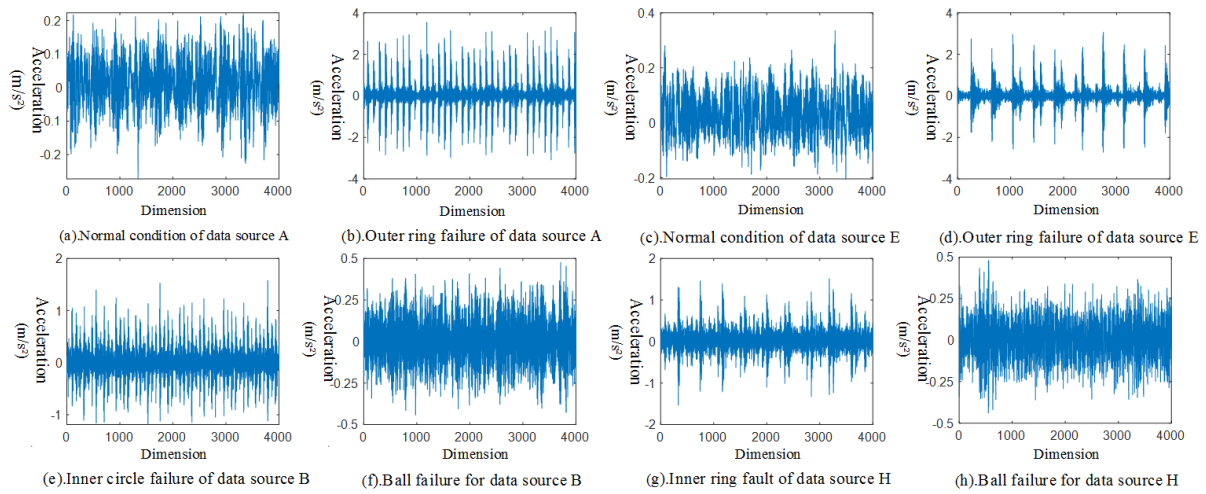 0.2
0.1
0
-0.1
-0.2
Acceleration
(m/s²)
0 1000 2000 3000 4000
Dimension
(a).Normal condition of data source A
4
2
0
-2
-4
Acceleration
(m/s²)
0 1000 2000 3000 4000
Dimension
(b).Outer ring failure of data source A
0.4
0.2
0
-0.2
Acceleration
(m/s²)
0 1000 2000 3000 4000
Dimension
(c).Normal condition of data source E
4
2
0
-2
-4
Acceleration
(m/s²)
0 1000 2000 3000 4000
Dimension
(d).Outer ring failure of data source E
2
1
0
-1
Acceleration
(m/s²)
0 1000 2000 3000 4000
Dimension
(e).Inner circle failure of data source B
0.5
0.25
0
-0.25
-0.5
Acceleration
(m/s²)
0 1000 2000 3000 4000
Dimension
(f).Ball failure for data source B
2
1
0
-1
-2
Acceleration
(m/s²)
0 1000 2000 3000 4000
Dimension
(g).Inner ring fault of data source H
0.5
0.25
0
-0.25
-0.5
Acceleration
(m/s²)
0 1000 2000 3000 4000
Dimension
(h).Ball failure for data source H